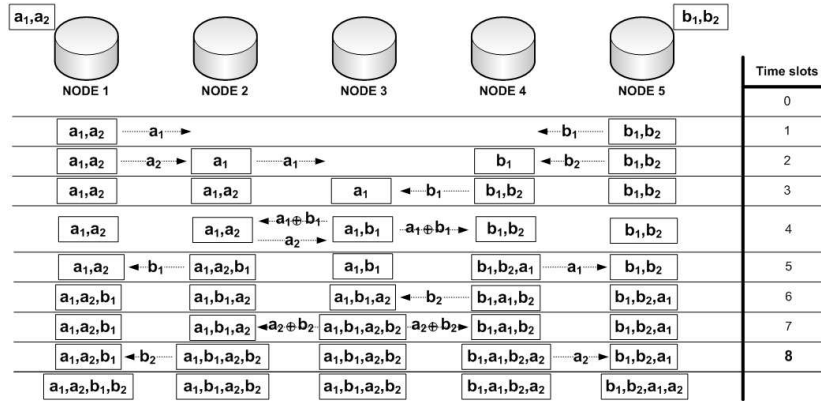 a₁,a₂ b₁,b₂
NODE 1 NODE 2 NODE 3 NODE 4 NODE 5 Time slots
0
a₁,a₂ a₁ b₁ b₁,b₂ 1
a₁,a₂ a₂ a₁ a₁ b₁ b₂ b₁,b₂ 2
a₁,a₂ a₁,a₂ a₁ b₁ b₁,b₂ b₁,b₂ 3
a₁,a₂ a₁,a₂ a₁⊕b₁ a₂ a₁,b₁ a₁⊕b₁ b₁,b₂ b₁,b₂ 4
a₁,a₂ b₁ a₁,a₂,b₁ a₁,b₁ b₁,b₂,a₁ a₁ b₁,b₂ 5
a₁,a₂,b₁ a₁,b₁,a₂ a₁,b₁,a₂ b₂ b₁,a₁,b₂ b₁,b₂,a₁ 6
a₁,a₂,b₁ a₁,b₁,a₂ a₂⊕b₂ a₁,b₁,a₂,b₂ a₂⊕b₂ b₁,a₁,b₂ b₁,b₂,a₁ 7
a₁,a₂,b₁ b₂ a₁,b₁,a₂,b₂ a₁,b₁,a₂,b₂ b₁,a₁,b₂,a₂ a₂ b₁,b₂,a₁ 8
a₁,a₂,b₁,b₂ a₁,b₁,a₂,b₂ a₁,b₁,a₂,b₂ b₁,a₁,b₂,a₂ b₁,b₂,a₁,a₂